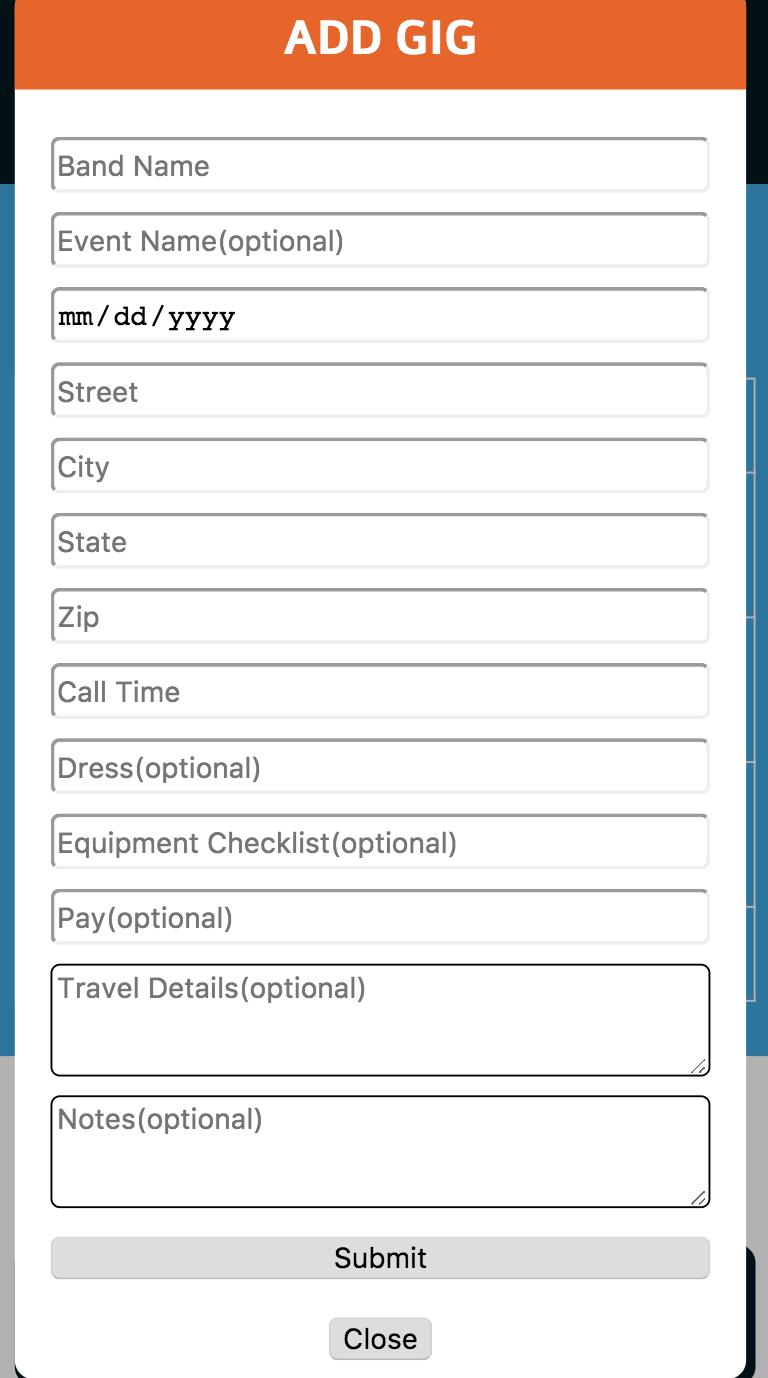 ADD GIG
Band Name
Event Name(optional)
mm/dd/yyyy
Street
City
State
Zip
Call Time
Dress(optional)
Equipment Checklist(optional)
Pay(optional)
Travel Details(optional)
Notes(optional)
Submit
Close